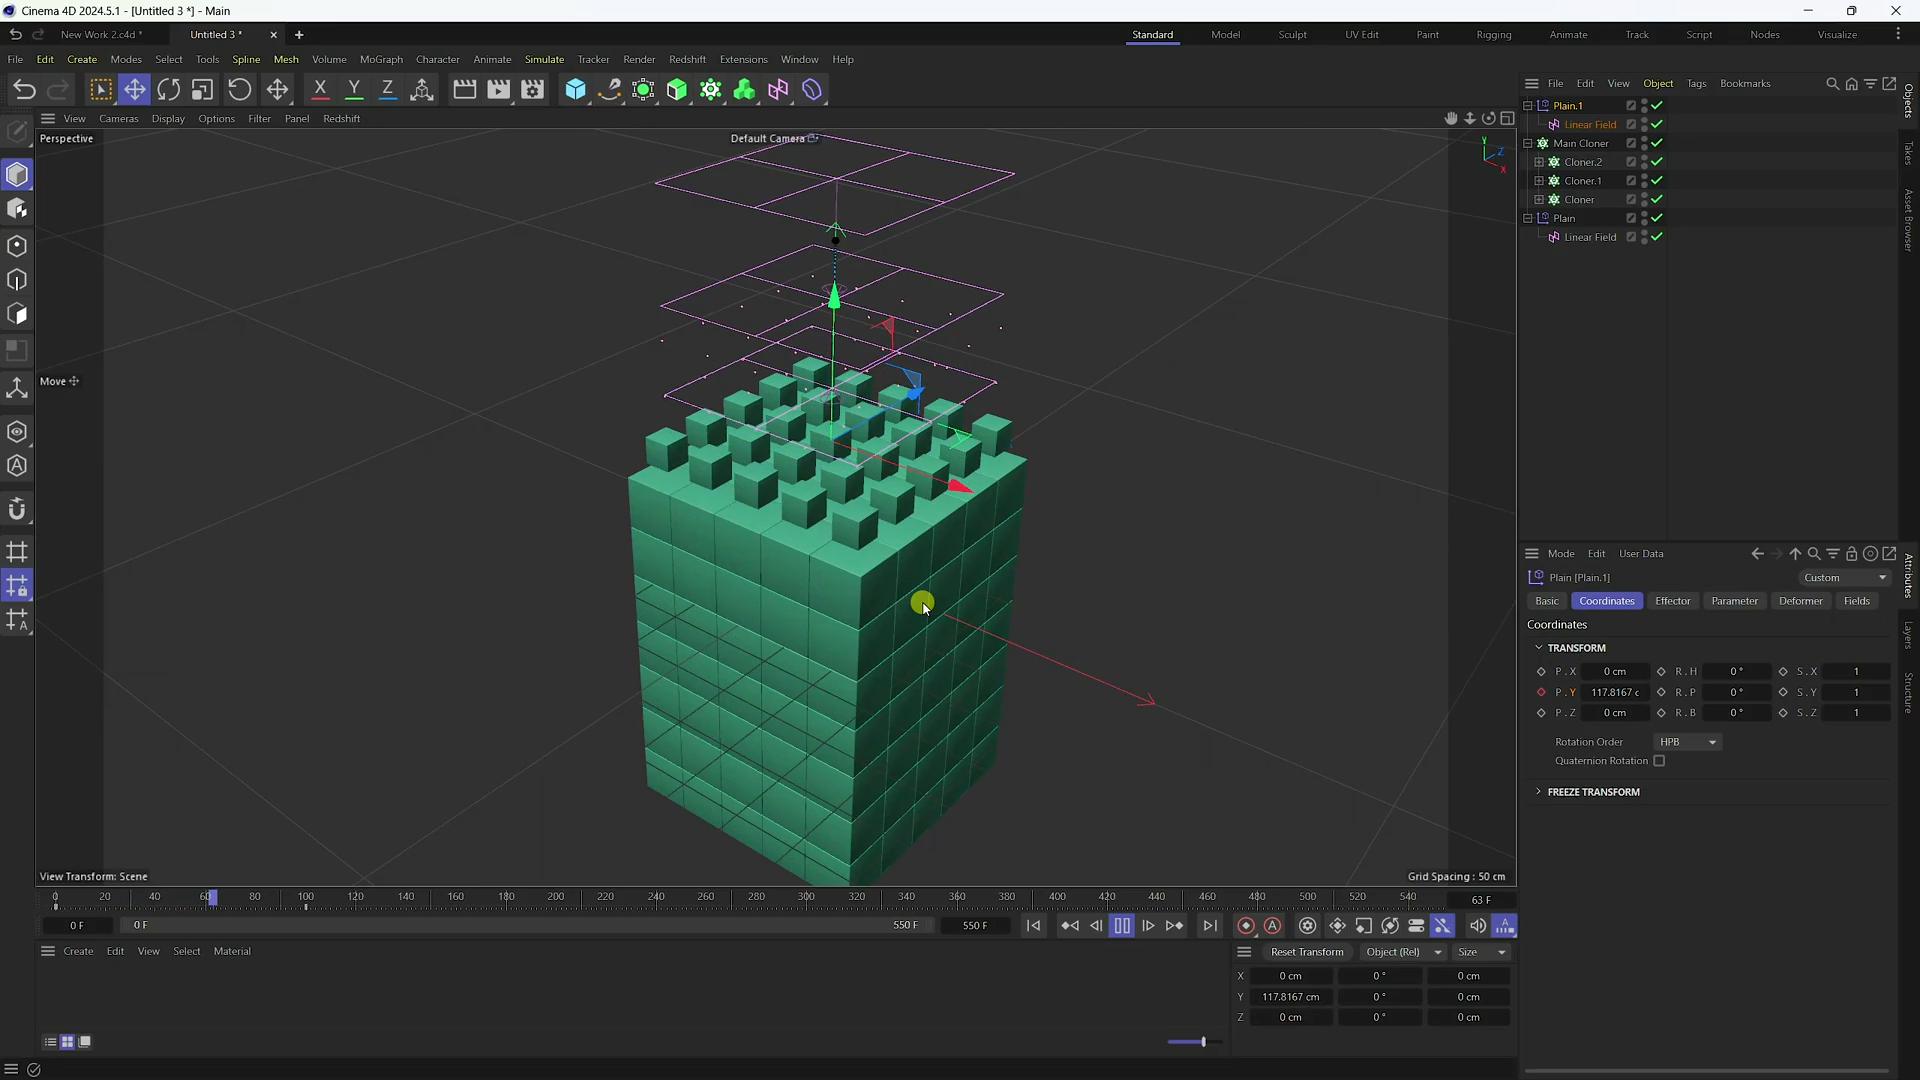 Cinema 4D 2024.5.1 - [Untitled 3 *] - Main
New Work 2.c4d *
Untitled 3 *
Standard Model Sculpt UV Edit Paint Rigging Animate Track Script Nodes Visualize
File Edit Create Modes Select Tools Spline Mesh Volume MoGraph Character Animate Simulate Tracker Render Redshift Extensions Window Help
X Y Z
View Cameras Display Options Filter Panel Redshift
Perspective
Default Camera
Y
Z
X
Move
View Transform: Scene
Grid Spacing : 50 cm
File Edit View Object Tags Bookmarks
Plain.1
Linear Field
Main Cloner
Cloner.2
Cloner.1
Cloner
Plain
Linear Field
Objects
Takes
Asset Browser
Mode Edit User Data
Plain [Plain.1]
Custom
Basic Coordinates Effector Parameter Deformer Fields
Coordinates
TRANSFORM
P . X 0 cm R . H 0 ° S . X 1
P . Y 117.8167 c R . P 0 ° S . Y 1
P . Z 0 cm R . B 0 ° S . Z 1
Rotation Order HPB
Quaternion Rotation
FREEZE TRANSFORM
Attributes
Layers
Structure
0 20 40 60 80 100 120 140 160 180 200 220 240 260 280 300 320 340 360 380 400 420 440 460 480 500 520 540
63 F
0 F 0 F 550 F 550 F
Create Edit View Select Material
Reset Transform Object (Rel) Size
X 0 cm 0 ° 0 cm
Y 117.8167 cm 0 ° 0 cm
Z 0 cm 0 ° 0 cm